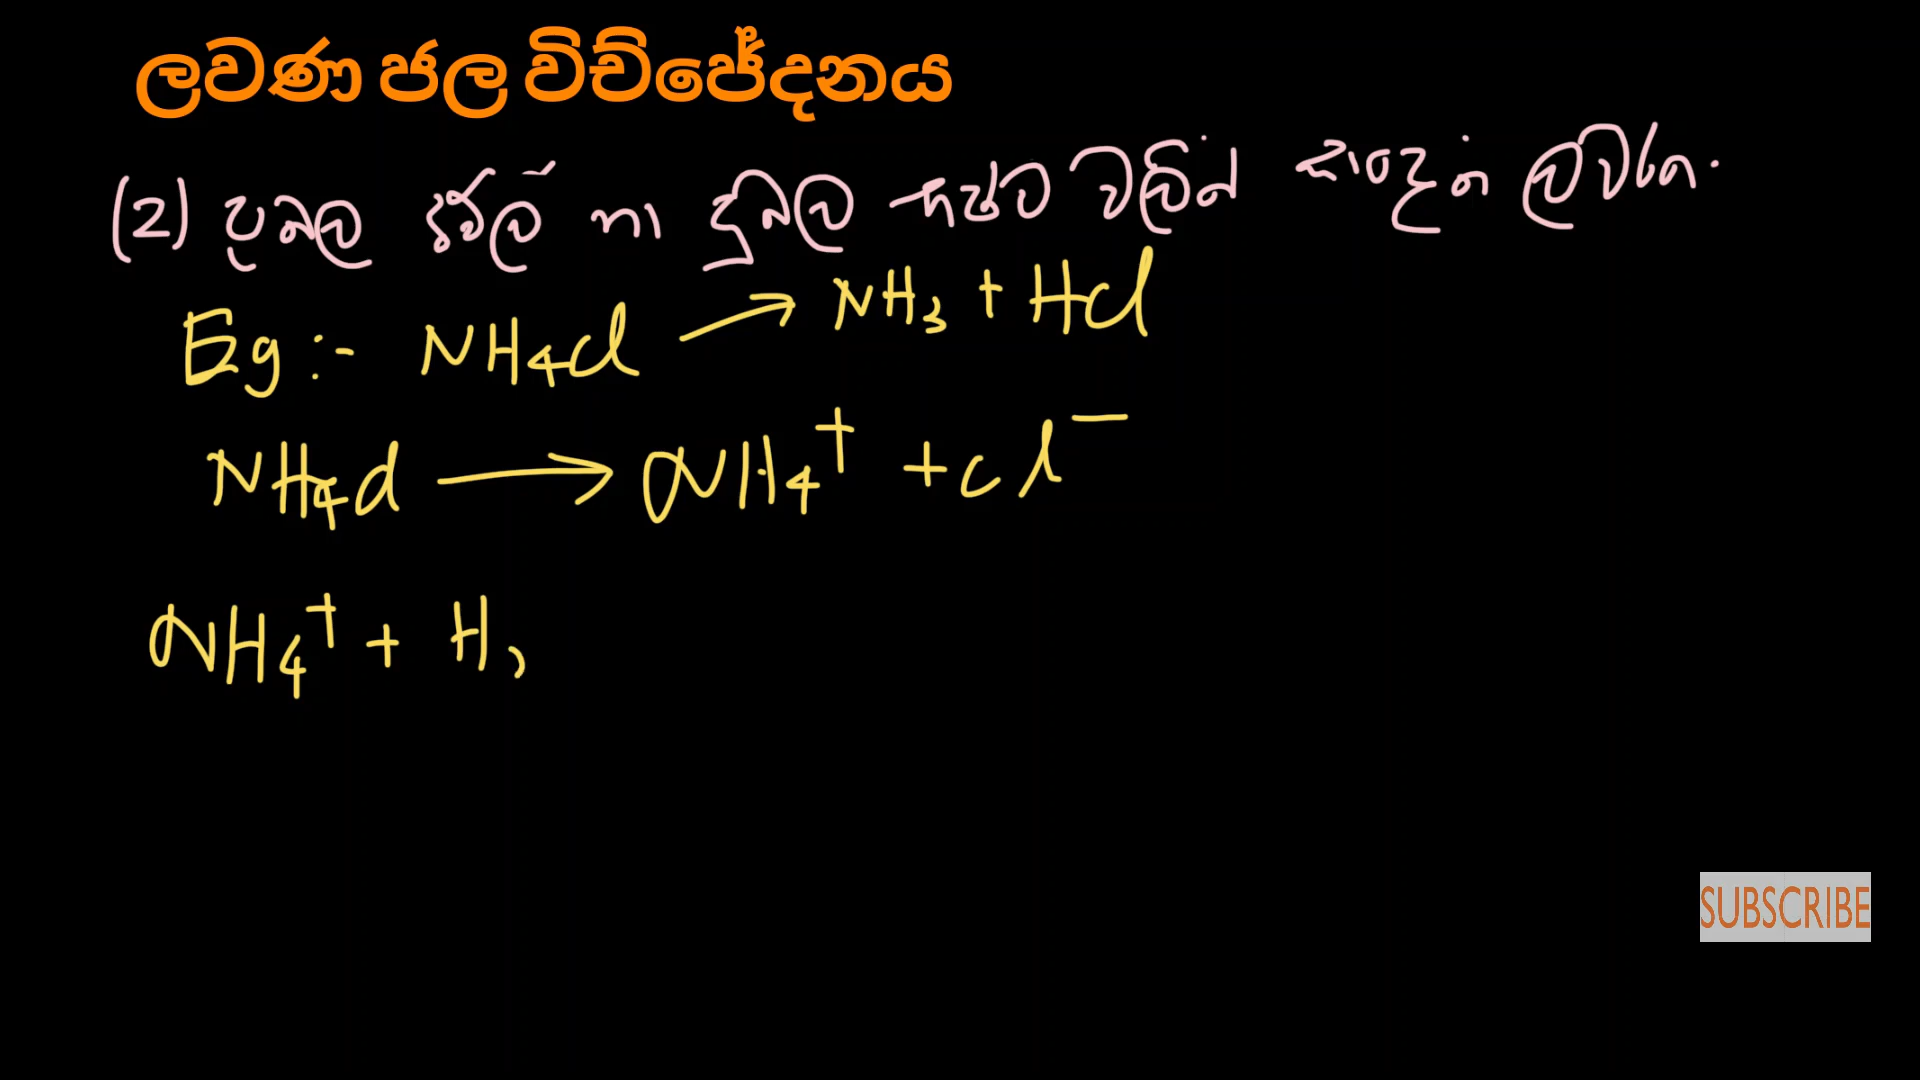 ලවණ ජල විච්ජේදනය
(2) ප්‍රබල අම්ල හා දුබල භෂ්ම වලින් සෑදුන ලවණ.
Eg :- NH₄Cl → NH₃ + HCl
NH₄Cl → NH₄⁺ + Cl⁻
NH₄⁺ + H
SUBSCRIBE